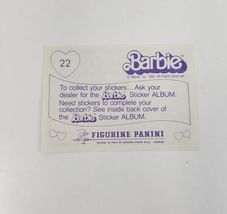 22
Barbie
To collect your stickers... Ask your
dealer for the Barbie Sticker ALBUM.
Need stickers to complete your
collection? See inside back cover of
the Barbie Sticker ALBUM.
FIGURINE PANINI